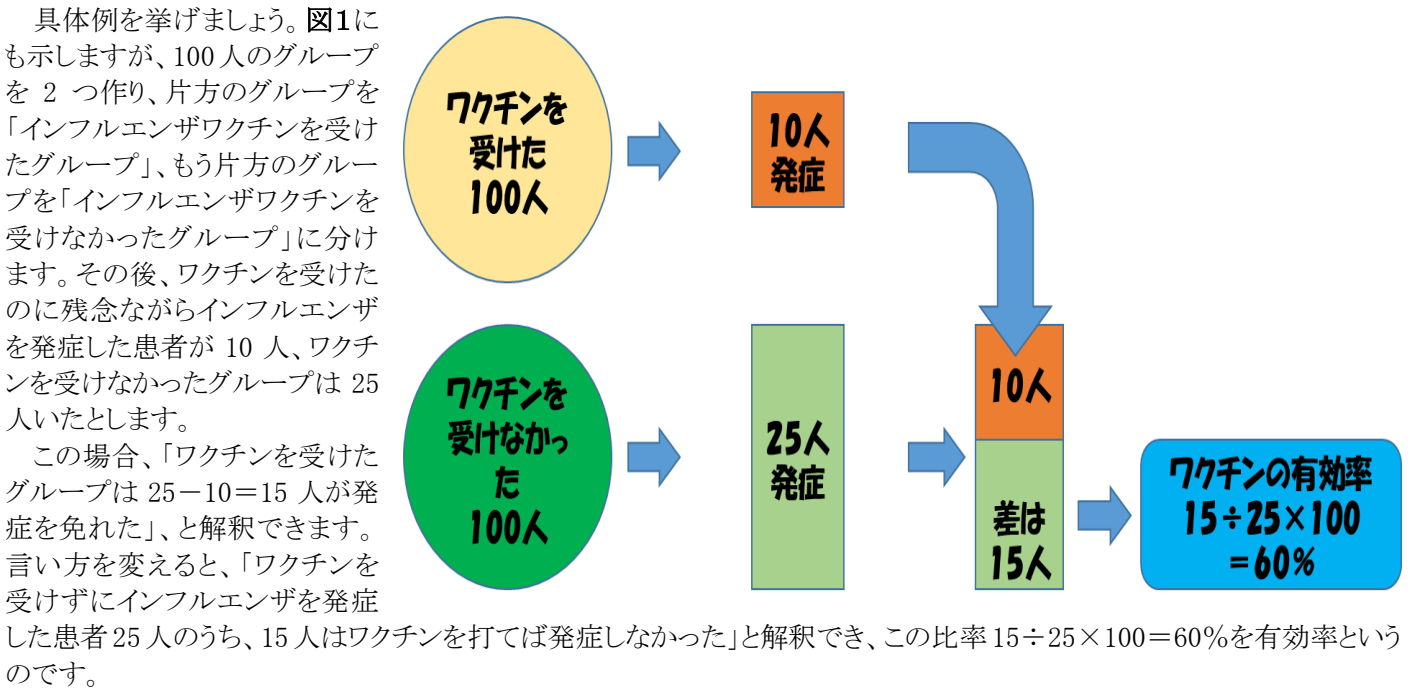 具体例を挙げましょう。図1に
も示しますが、100人のグループ
を 2 つ作り、片方のグループを
「インフルエンザワクチンを受け
たグループ」、もう片方のグルー
プを「インフルエンザワクチンを
受けなかったグループ」に分け
ます。その後、ワクチンを受けた
のに残念ながらインフルエンザ
を発症した患者が 10 人、ワクチ
ンを受けなかったグループは 25
人いたとします。
この場合、「ワクチンを受けた
グループは 25-10=15 人が発
症を免れた」、と解釈できます。
言い方を変えると、「ワクチンを
受けずにインフルエンザを発症
した患者25人のうち、15人はワクチンを打てば発症しなかった」と解釈でき、この比率15÷25×100=60%を有効率という
のです。
ワクチンを
受けた
100人
10人
発症
ワクチンを
受けなかっ
た
100人
25人
発症
10人
差は
15人
ワクチンの有効率
15÷25×100
=60%